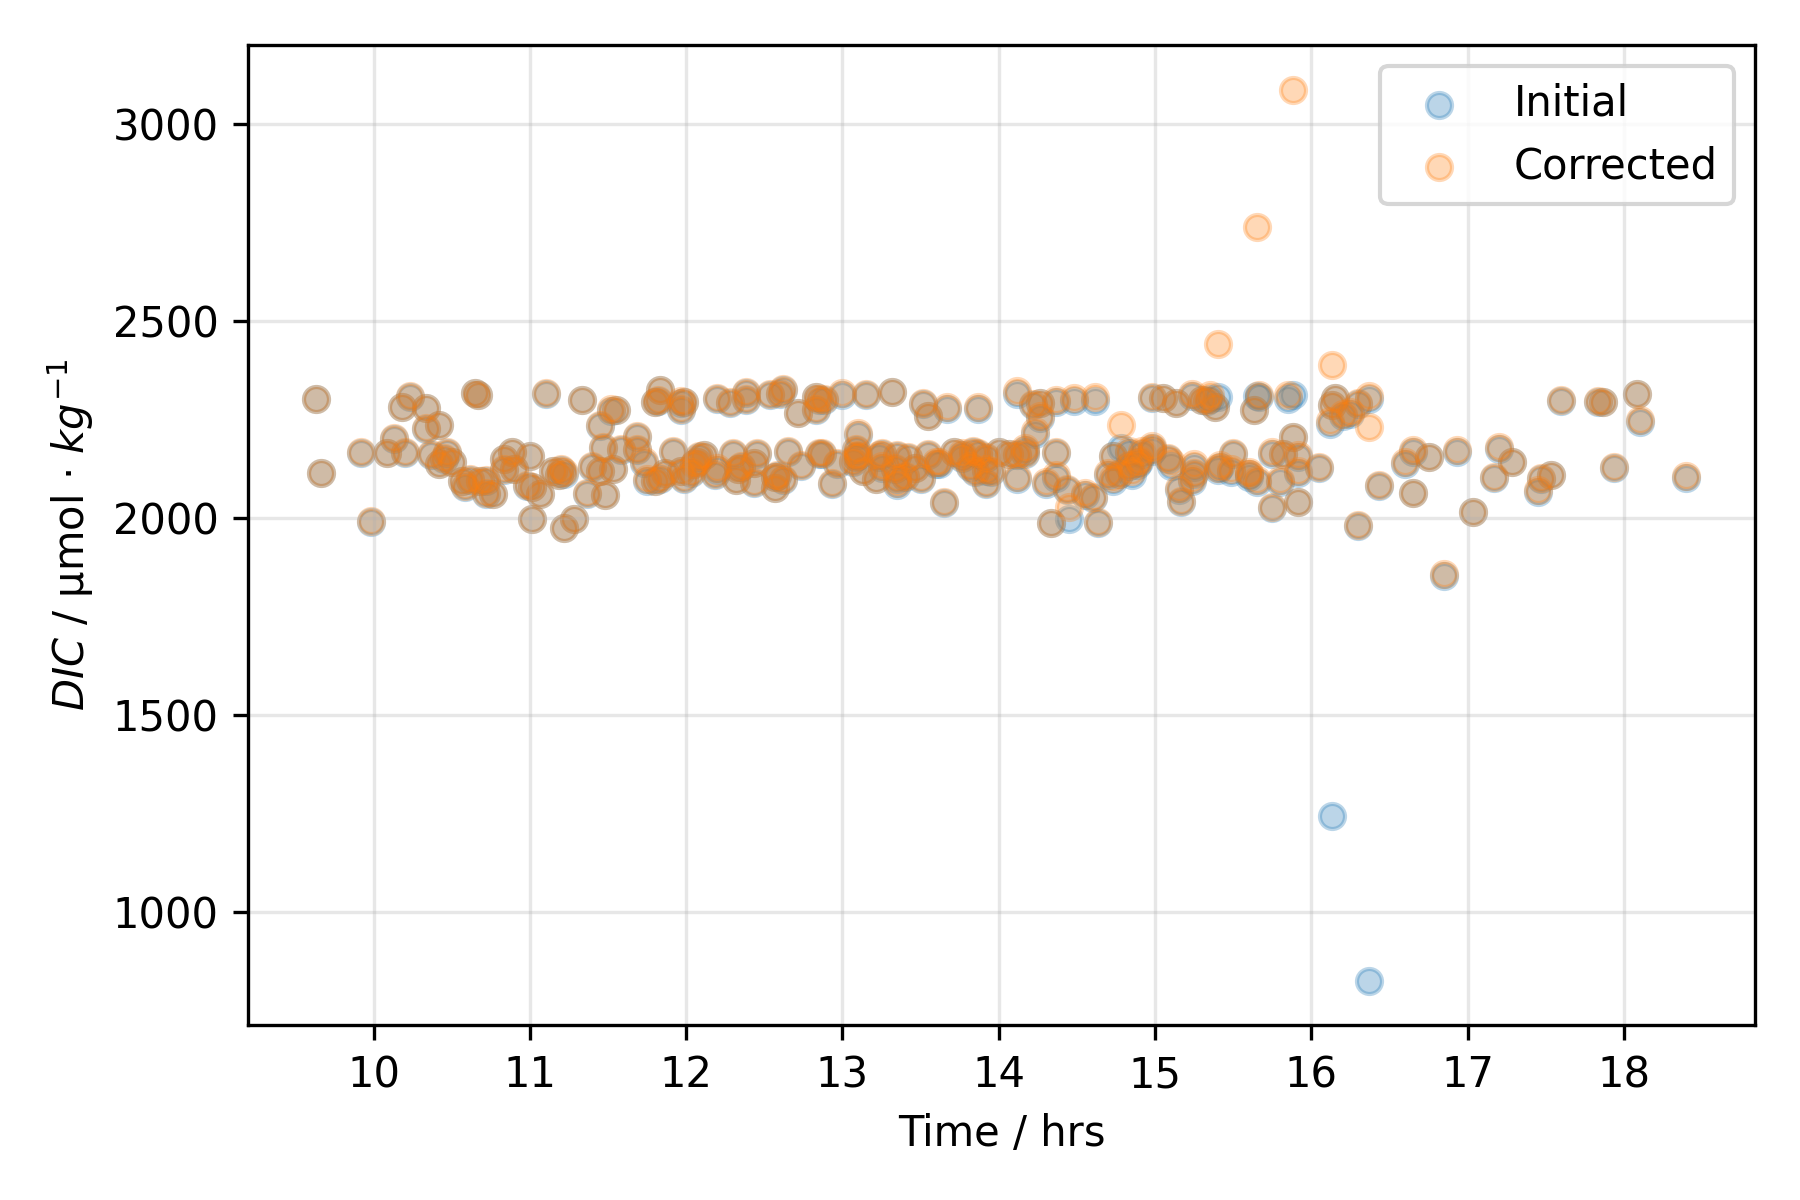 Initial
Corrected
3000
2500
2000
1500
1000
DIC / μmol · kg⁻¹
10 11 12 13 14 15 16 17 18
Time / hrs